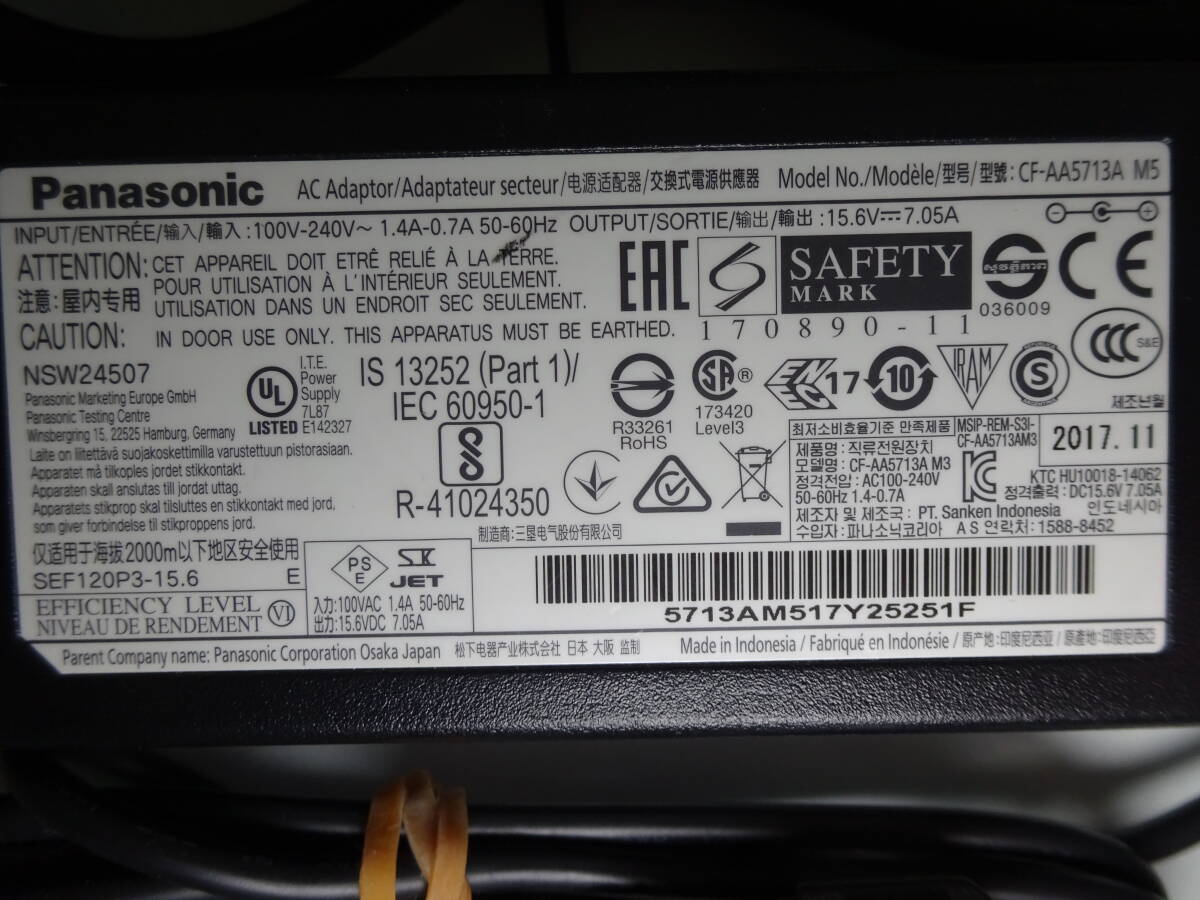 Panasonic AC Adaptor/Adaptateur secteur/电源适配器/交換式電源供應器 Model No./Modèle/型号/型號: CF-AA5713A M5
INPUT/ENTRÉE/输入/輸入 :100V-240V~ 1.4A-0.7A 50-60Hz OUTPUT/SORTIE/输出/輸出 :15.6V⎓7.05A
ATTENTION: CET APPAREIL DOIT ETRÊ RELIÉ À LA TERRE.
POUR UTILISATION À L'INTÉRIEUR SEULEMENT.
注意:屋内专用 UTILISATION DANS UN ENDROIT SEC SEULEMENT.
CAUTION: IN DOOR USE ONLY. THIS APPARATUS MUST BE EARTHED.
EAC
SAFETY
MARK
170890-11
036009
CE
CCC
S&E
NSW24507
Panasonic Marketing Europe GmbH
Panasonic Testing Centre
Winsbergring 15, 22525 Hamburg, Germany
Laite on liitettävä suojakoskettimilla varustettuun pistorasiaan.
Apparatet må tilkoples jordet stikkontakt.
Apparaten skall anslutas till jordat uttag.
Apparatets stikprop skal tilsluttes en stikkontakt med jord,
som giver forbindelse til stikproppens jord.
UL
LISTED
I.T.E.
Power
Supply
7L87
E142327
IS 13252 (Part 1)/
IEC 60950-1
R-41024350
R33261
RoHS
SA
®
173420
Level3
17
10
IRAM
S
制造商:三垦电气股份有限公司
제조년월
최저소비효율기준 만족제품
제품명 : 직류전원장치
모델명 : CF-AA5713A M3
정격전압 : AC100-240V
50-60Hz 1.4-0.7A
MSIP-REM-S3I-
CF-AA5713AM3
2017.11
KTC HU10018-14062
정격출력 : DC15.6V 7.05A
제조자 및 제조국 : PT. Sanken Indonesia 인도네시아
수입자 : 파나소닉코리아 A S 연락처 : 1588-8452
仅适用于海拔2000m以下地区安全使用
SEF120P3-15.6 E
EFFICIENCY LEVEL
NIVEAU DE RENDEMENT
VI
PS
E
JET
入力:100VAC 1.4A 50-60Hz
出力:15.6VDC 7.05A
5713AM517Y25251F
Parent Company name: Panasonic Corporation Osaka Japan 松下电器产业株式会社 日本 大阪 监制 Made in Indonesia / Fabriqué en Indonésie / 原产地:印度尼西亚 / 原產地:印度尼西亞